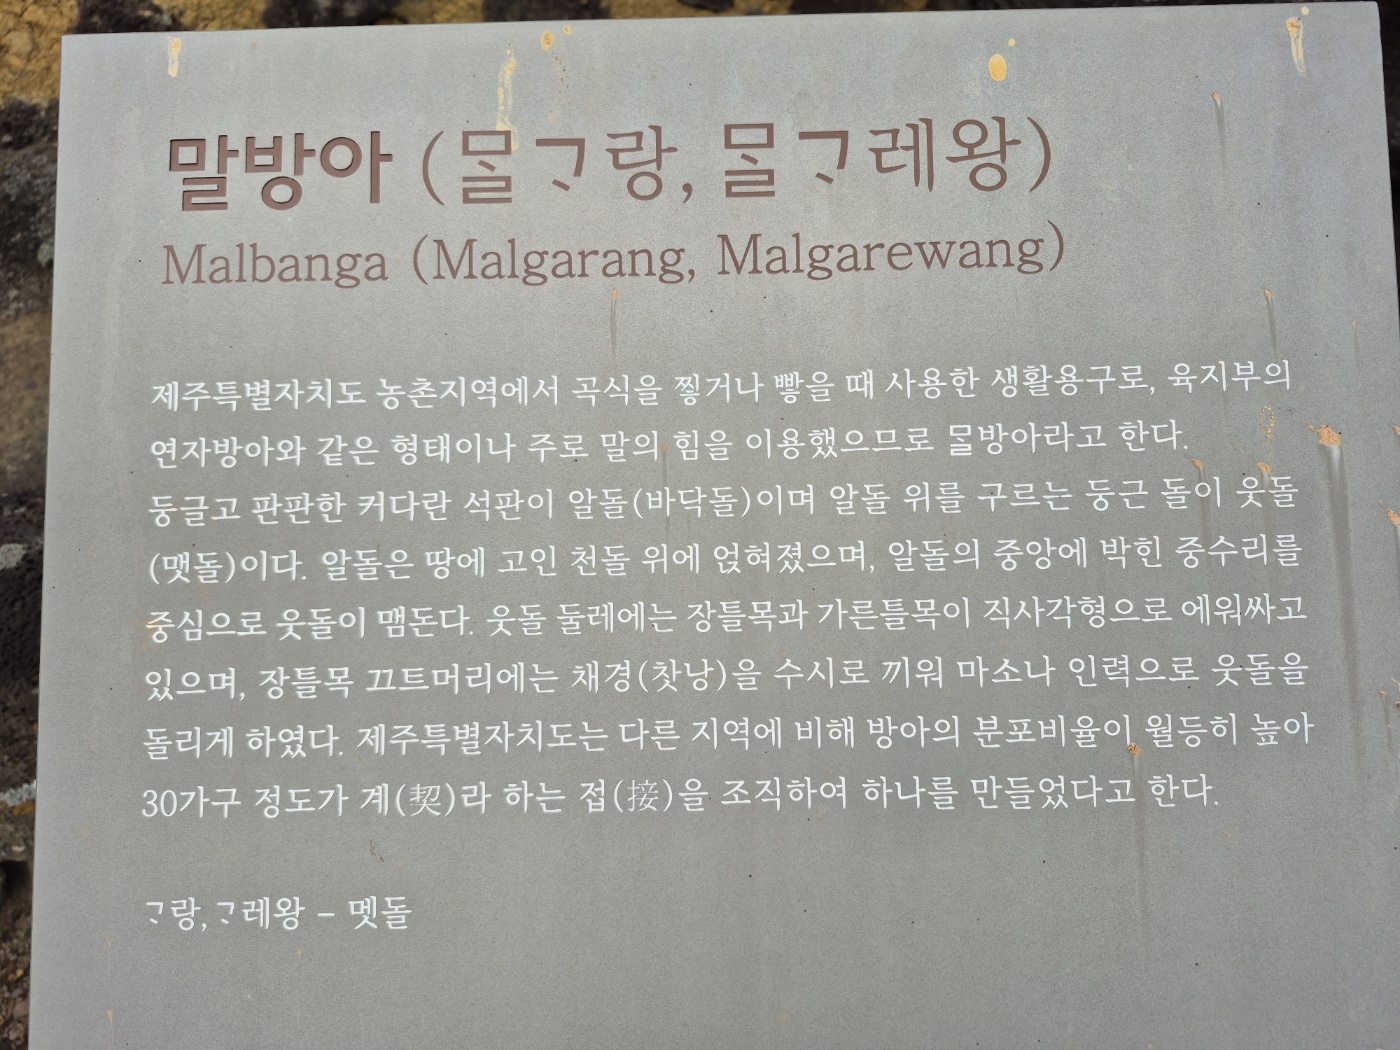 말방아 (ᄆᆞᆯᄀᆞ랑, ᄆᆞᆯᄀᆞ레왕)
Malbanga (Malgarang, Malgarewang)
제주특별자치도 농촌지역에서 곡식을 찧거나 빻을 때 사용한 생활용구로, 육지부의
연자방아와 같은 형태이나 주로 말의 힘을 이용했으므로 ᄆᆞᆯ방아라고 한다.
둥글고 판판한 커다란 석판이 알돌(바닥돌)이며 알돌 위를 구르는 둥근 돌이 웃돌
(맷돌)이다. 알돌은 땅에 고인 천돌 위에 얹혀졌으며, 알돌의 중앙에 박힌 중수리를
중심으로 웃돌이 맴돈다. 웃돌 둘레에는 장틀목과 가른틀목이 직사각형으로 에워싸고
있으며, 장틀목 끄트머리에는 채경(찻낭)을 수시로 끼워 마소나 인력으로 웃돌을
돌리게 하였다. 제주특별자치도는 다른 지역에 비해 방아의 분포비율이 월등히 높아
30가구 정도가 계(契)라 하는 접(接)을 조직하여 하나를 만들었다고 한다.
ᄀᆞ랑,ᄀᆞ레왕 – 멧돌